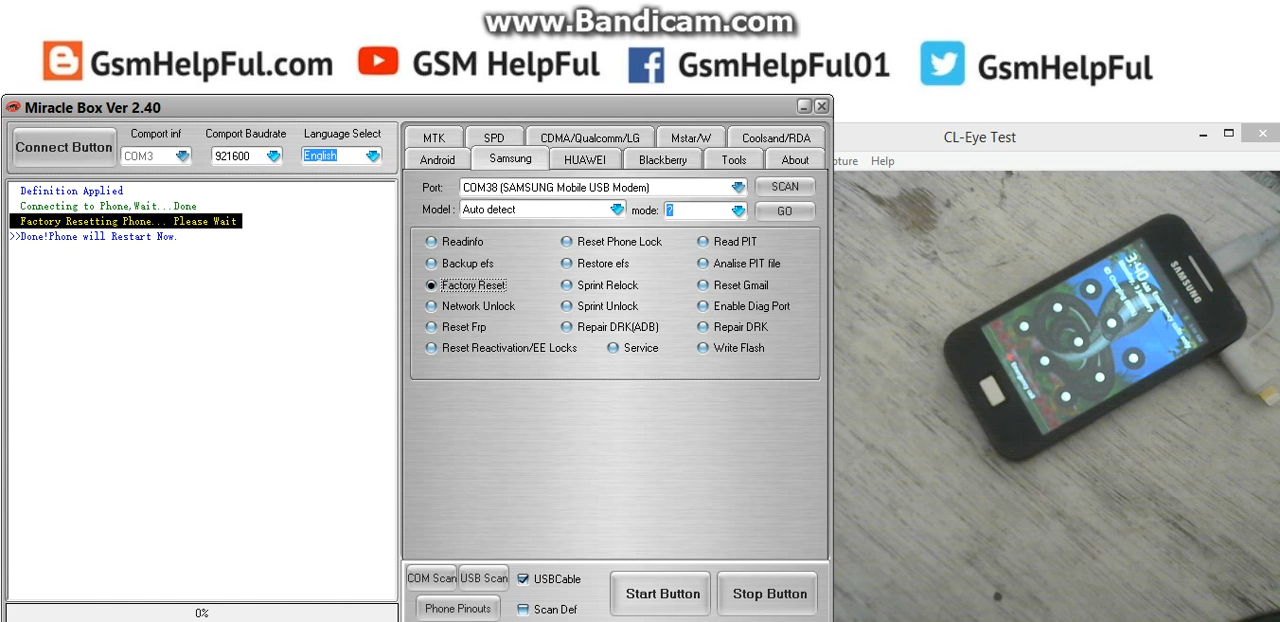 www.Bandicam.com
GsmHelpFul.com GSM HelpFul GsmHelpFul01 GsmHelpFul
Miracle Box Ver 2.40
CL-Eye Test
Connect Button
Comport inf Comport Baudrate Language Select
COM3 921600 English
MTK SPD CDMA/Qualcomm/LG Mstar/W Coolsand/RDA
Android Samsung HUAWEI Blackberry Tools About
Help
Definition Applied
Connecting to Phone,Wait...Done
Factory Resetting Phone... Please Wait
>>Done!Phone will Restart Now.
Port: COM38 (SAMSUNG Mobile USB Modem) SCAN
Model : Auto detect mode: ? GO
Readinfo Reset Phone Lock Read PIT
Backup efs Restore efs Analise PIT file
Factory Reset Sprint Relock Reset Gmail
Network Unlock Sprint Unlock Enable Diag Port
Reset Frp Repair DRK(ADB) Repair DRK
Reset Reactivation/EE Locks Service Write Flash
COM Scan USB Scan USBCable
Start Button Stop Button
Phone Pinouts Scan Def
0%
SAMSUNG
3:40
Emergency call